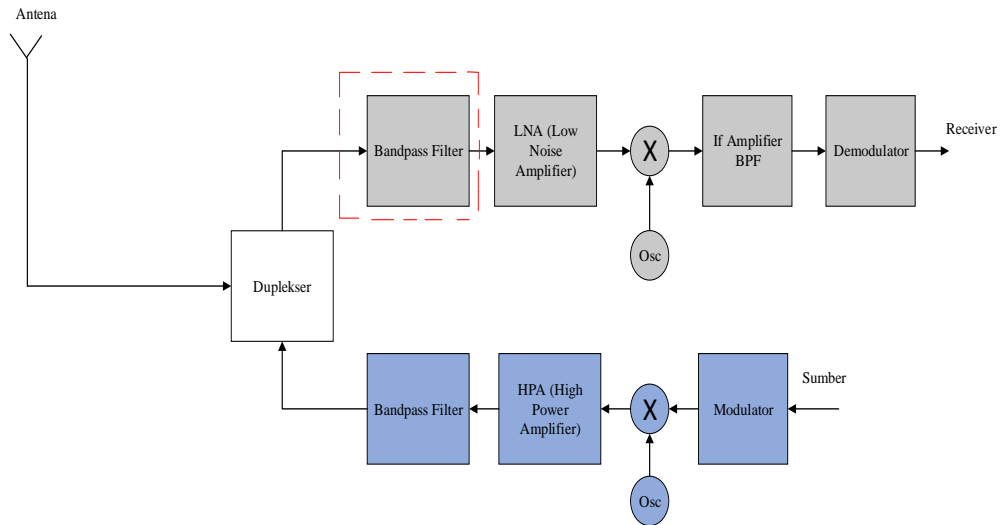 Antena
Bandpass Filter
LNA (Low
Noise
Amplifier)
X
If Amplifier
BPF
Demodulator
Receiver
Osc
Duplekser
Bandpass Filter
HPA (High
Power
Amplifier)
X
Modulator
Sumber
Osc